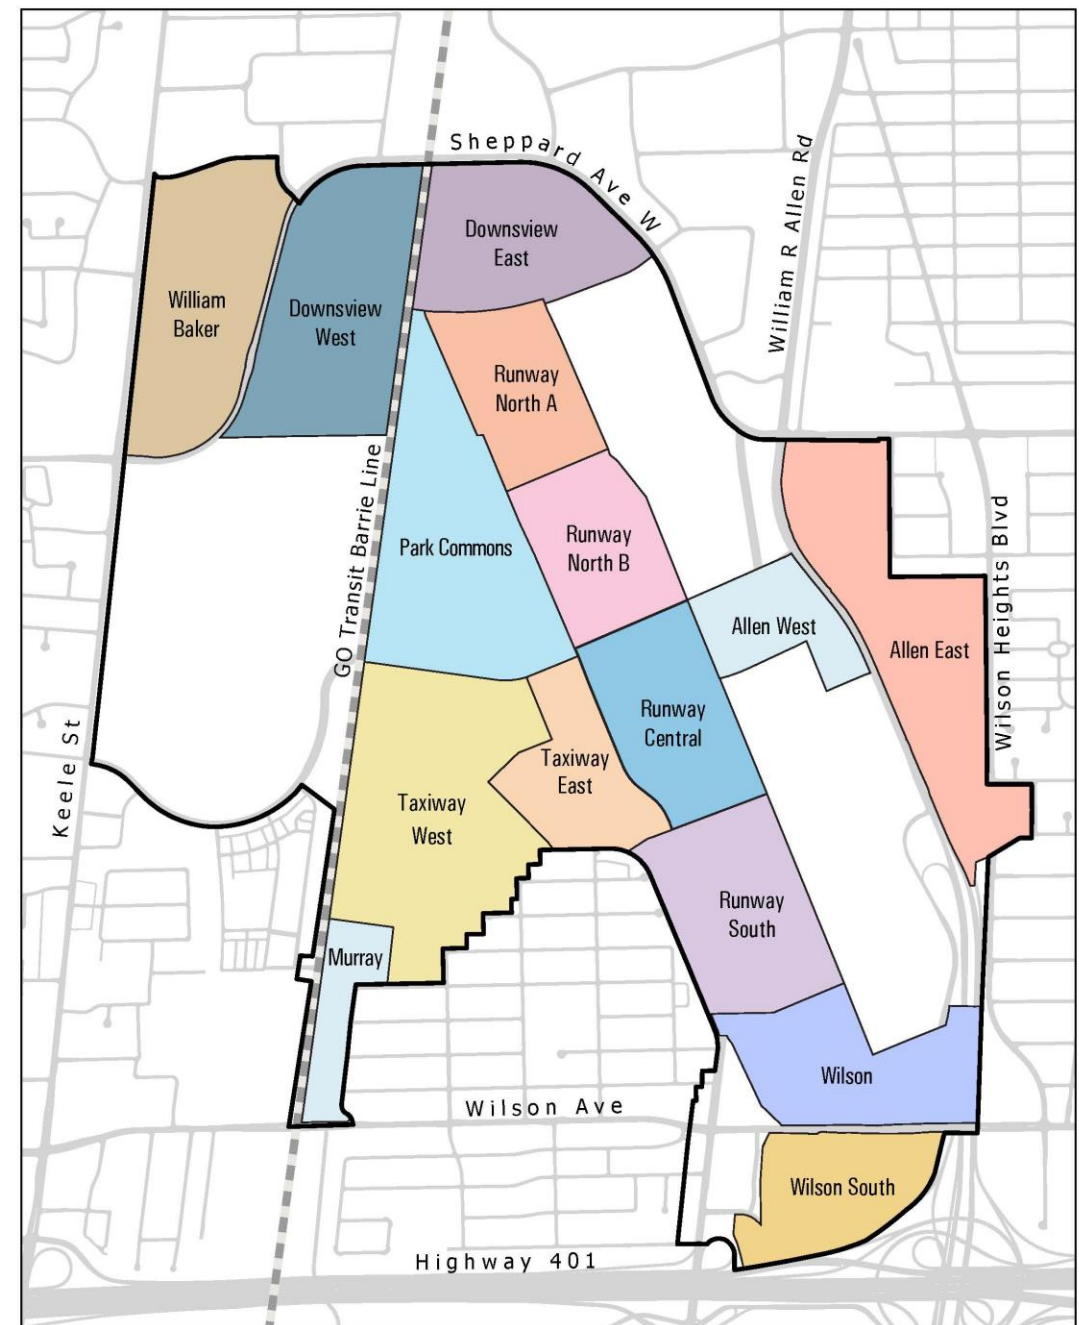 Sheppard Ave W
William R Allen Rd
Downsview
East
William
Baker
Downsview
West
Runway
North A
GO Transit Barrie Line
Park Commons
Runway
North B
Wilson Heights Blvd
Allen West
Allen East
Keele St
Runway
Central
Taxiway
East
Taxiway
West
Runway
South
Murray
Wilson
Wilson Ave
Wilson South
Highway 401